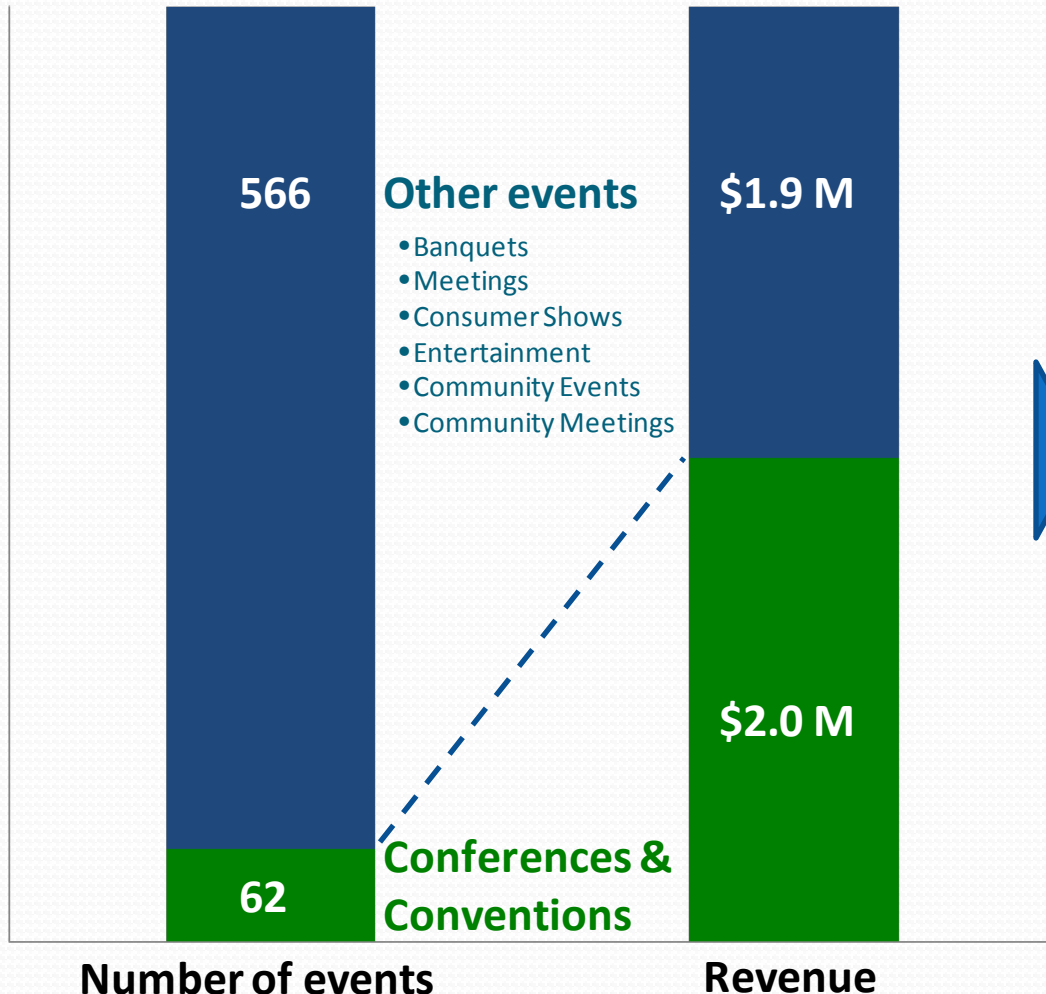 566
Other events
$1.9 M
•Banquets
•Meetings
•Consumer Shows
•Entertainment
•Community Events
•Community Meetings
$2.0 M
62
Conferences &
Conventions
Number of events
Revenue